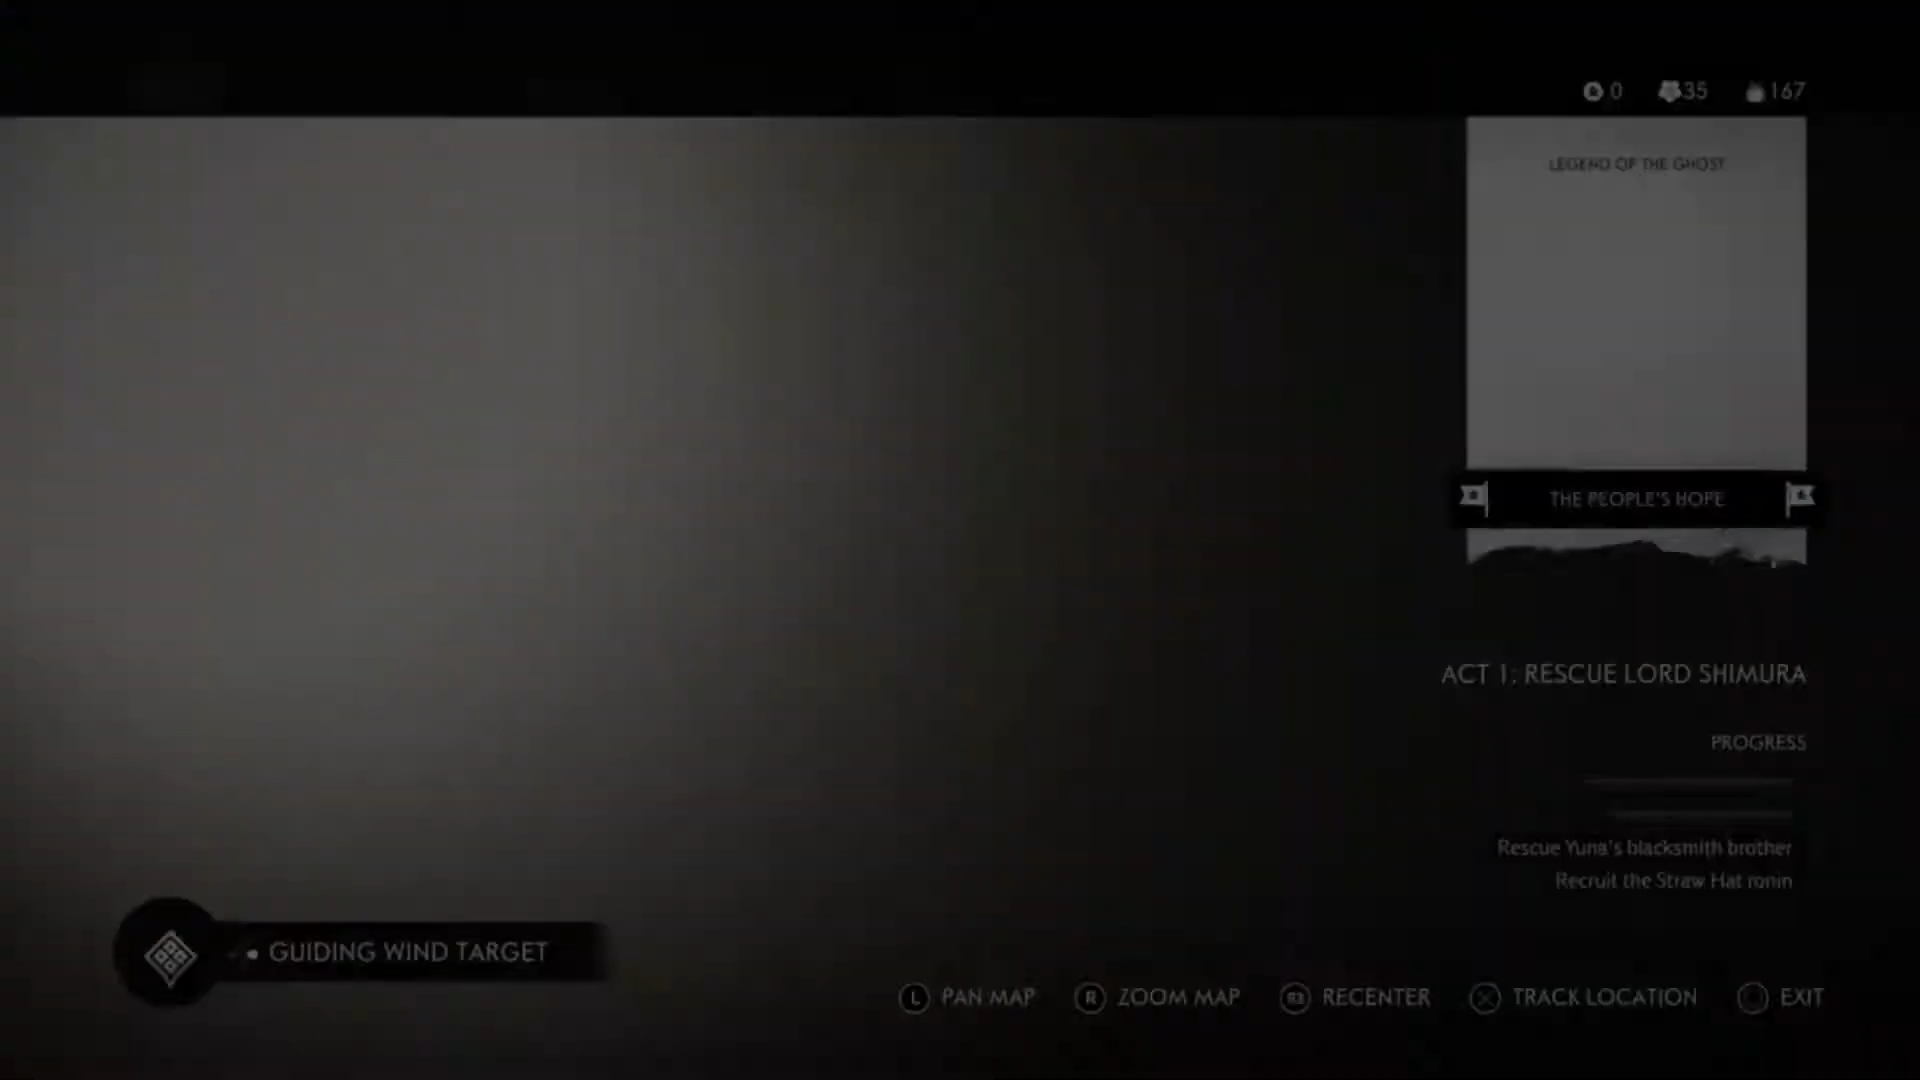 0 35 167
LEGEND OF THE GHOST
THE PEOPLE'S HOPE
ACT 1: RESCUE LORD SHIMURA
PROGRESS
Rescue Yuna's blacksmith brother
Recruit the Straw Hat ronin
GUIDING WIND TARGET
L PAN MAP R ZOOM MAP R3 RECENTER TRACK LOCATION EXIT